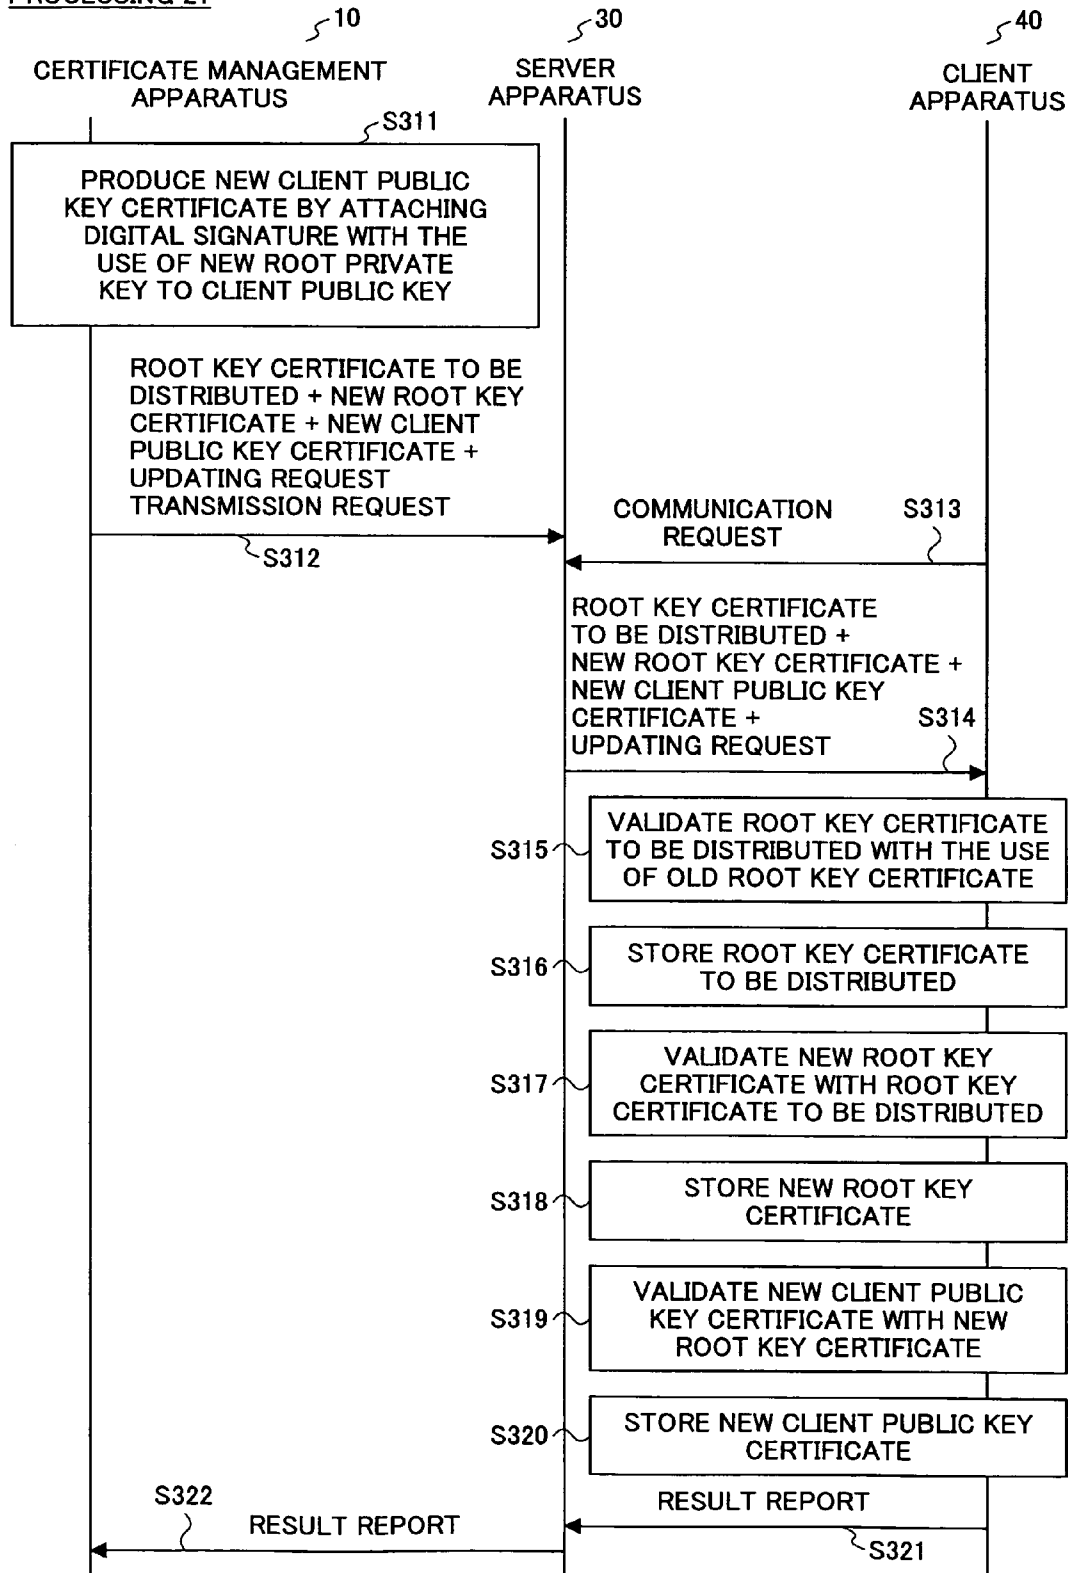 PROCESSING 21
10
30
40
CERTIFICATE MANAGEMENT
APPARATUS
SERVER
APPARATUS
CLIENT
APPARATUS
S311
PRODUCE NEW CLIENT PUBLIC
KEY CERTIFICATE BY ATTACHING
DIGITAL SIGNATURE WITH THE
USE OF NEW ROOT PRIVATE
KEY TO CLIENT PUBLIC KEY
ROOT KEY CERTIFICATE TO BE
DISTRIBUTED + NEW ROOT KEY
CERTIFICATE + NEW CLIENT
PUBLIC KEY CERTIFICATE +
UPDATING REQUEST
TRANSMISSION REQUEST
S312
COMMUNICATION
REQUEST
S313
ROOT KEY CERTIFICATE
TO BE DISTRIBUTED +
NEW ROOT KEY CERTIFICATE +
NEW CLIENT PUBLIC KEY
CERTIFICATE +
UPDATING REQUEST
S314
S315
VALIDATE ROOT KEY CERTIFICATE
TO BE DISTRIBUTED WITH THE USE
OF OLD ROOT KEY CERTIFICATE
S316
STORE ROOT KEY CERTIFICATE
TO BE DISTRIBUTED
S317
VALIDATE NEW ROOT KEY
CERTIFICATE WITH ROOT KEY
CERTIFICATE TO BE DISTRIBUTED
S318
STORE NEW ROOT KEY
CERTIFICATE
S319
VALIDATE NEW CLIENT PUBLIC
KEY CERTIFICATE WITH NEW
ROOT KEY CERTIFICATE
S320
STORE NEW CLIENT PUBLIC KEY
CERTIFICATE
RESULT REPORT
S321
S322
RESULT REPORT